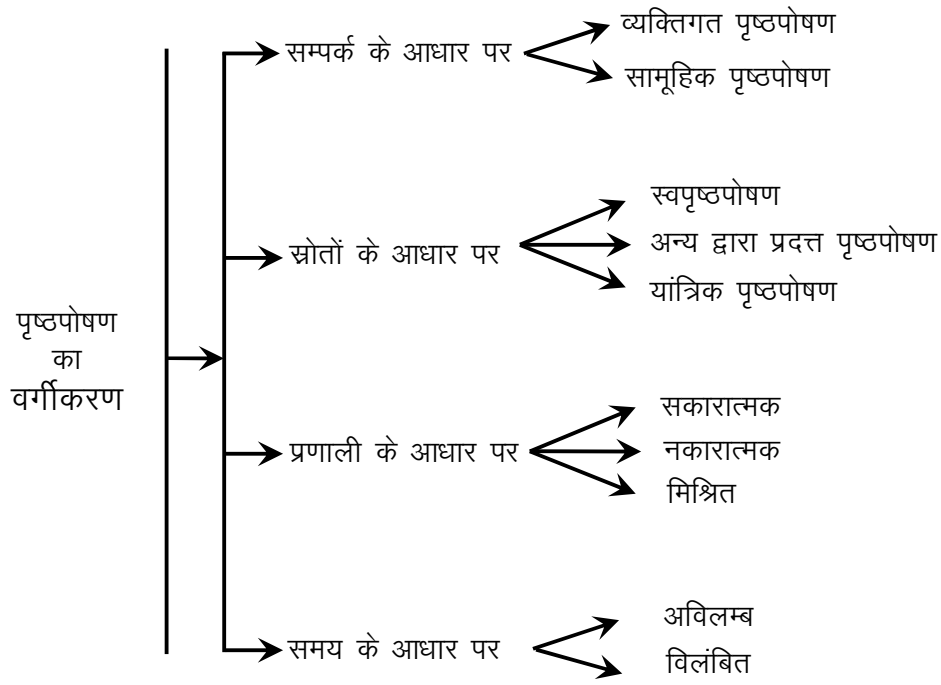 पृष्ठपोषण
का
वर्गीकरण
सम्पर्क के आधार पर
व्यक्तिगत पृष्ठपोषण
सामूहिक पृष्ठपोषण
स्रोतों के आधार पर
स्वपृष्ठपोषण
अन्य द्वारा प्रदत्त पृष्ठपोषण
यांत्रिक पृष्ठपोषण
प्रणाली के आधार पर
सकारात्मक
नकारात्मक
मिश्रित
समय के आधार पर
अविलम्ब
विलंबित